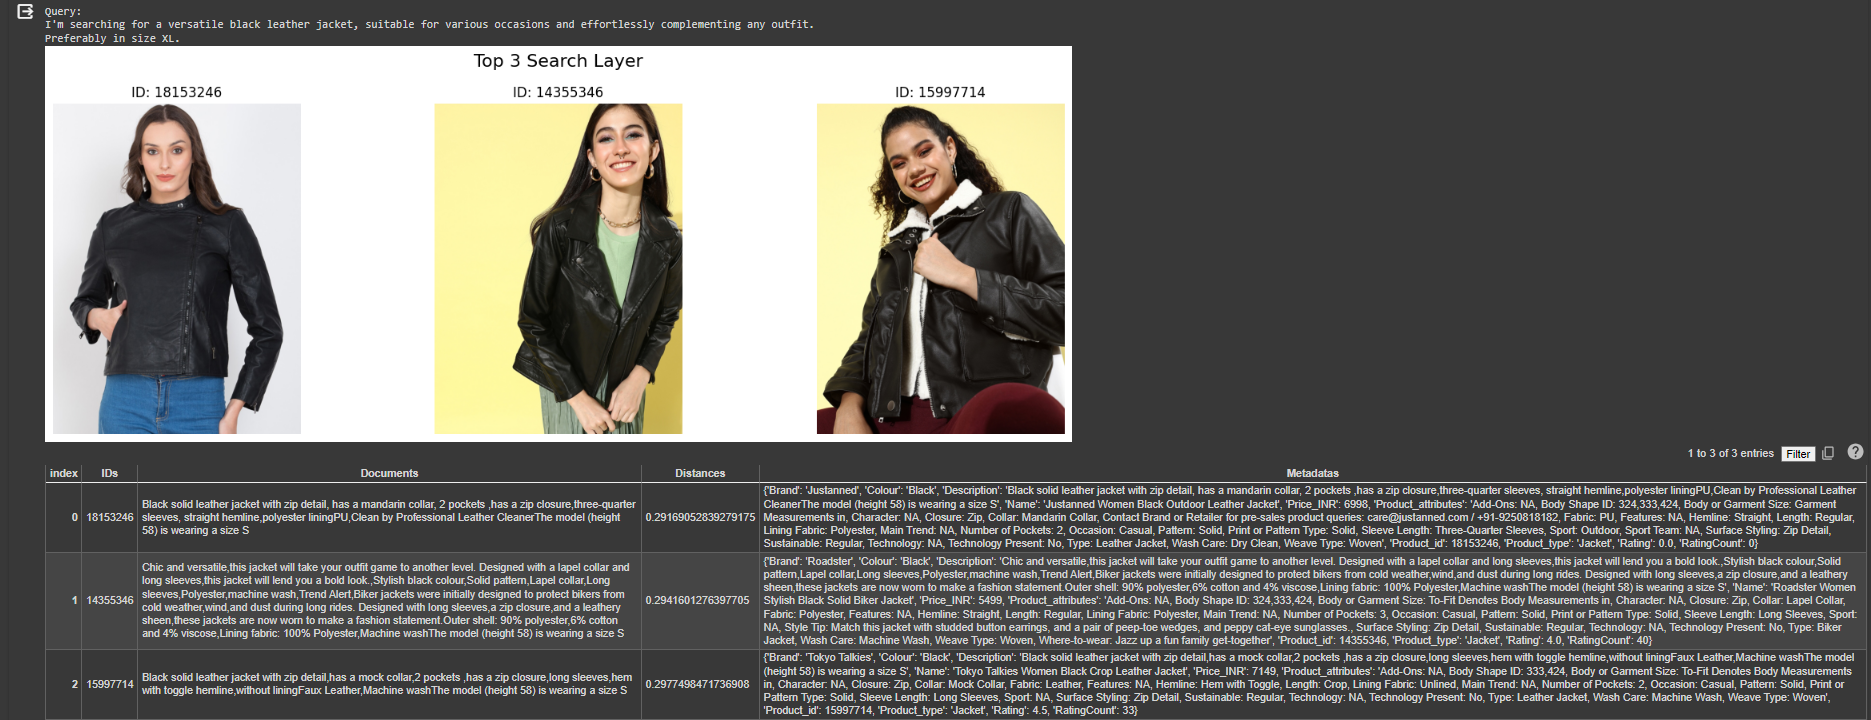 Query:
I'm searching for a versatile black leather jacket, suitable for various occasions and effortlessly complementing any outfit.
Preferably in size XL.
Top 3 Search Layer
ID: 18153246
ID: 14355346
ID: 15997714
1 to 3 of 3 entries Filter
index IDs Documents Distances Metadatas
0 18153246
Black solid leather jacket with zip detail, has a mandarin collar, 2 pockets ,has a zip closure,three-quarter
sleeves, straight hemline,polyester liningPU,Clean by Professional Leather CleanerThe model (height
58) is wearing a size S
0.29169052839279175
{'Brand': 'Justanned', 'Colour': 'Black', 'Description': 'Black solid leather jacket with zip detail, has a mandarin collar, 2 pockets ,has a zip closure,three-quarter sleeves, straight hemline,polyester liningPU,Clean by Professional Leather
CleanerThe model (height 58) is wearing a size S', 'Name': 'Justanned Women Black Outdoor Leather Jacket', 'Price_INR': 6998, 'Product_attributes': 'Add-Ons: NA, Body Shape ID: 324,333,424, Body or Garment Size: Garment
Measurements in, Character: NA, Closure: Zip, Collar: Mandarin Collar, Contact Brand or Retailer for pre-sales product queries: care@justanned.com / +91-9250818182, Fabric: PU, Features: NA, Hemline: Straight, Length: Regular,
Lining Fabric: Polyester, Main Trend: NA, Number of Pockets: 2, Occasion: Casual, Pattern: Solid, Print or Pattern Type: Solid, Sleeve Length: Three-Quarter Sleeves, Sport: Outdoor, Sport Team: NA, Surface Styling: Zip Detail,
Sustainable: Regular, Technology: NA, Technology Present: No, Type: Leather Jacket, Wash Care: Dry Clean, Weave Type: Woven', 'Product_id': 18153246, 'Product_type': 'Jacket', 'Rating': 0.0, 'RatingCount': 0}
1 14355346
Chic and versatile,this jacket will take your outfit game to another level. Designed with a lapel collar and
long sleeves,this jacket will lend you a bold look.,Stylish black colour,Solid pattern,Lapel collar,Long
sleeves,Polyester,machine wash,Trend Alert,Biker jackets were initially designed to protect bikers from
cold weather,wind,and dust during long rides. Designed with long sleeves,a zip closure,and a leathery
sheen,these jackets are now worn to make a fashion statement.Outer shell: 90% polyester,6% cotton
and 4% viscose,Lining fabric: 100% Polyester,Machine washThe model (height 58) is wearing a size S
0.2941601276397705
{'Brand': 'Roadster', 'Colour': 'Black', 'Description': 'Chic and versatile,this jacket will take your outfit game to another level. Designed with a lapel collar and long sleeves,this jacket will lend you a bold look.,Stylish black colour,Solid
pattern,Lapel collar,Long sleeves,Polyester,machine wash,Trend Alert,Biker jackets were initially designed to protect bikers from cold weather,wind,and dust during long rides. Designed with long sleeves,a zip closure,and a leathery
sheen,these jackets are now worn to make a fashion statement.Outer shell: 90% polyester,6% cotton and 4% viscose,Lining fabric: 100% Polyester,Machine washThe model (height 58) is wearing a size S', 'Name': 'Roadster Women
Stylish Black Solid Biker Jacket', 'Price_INR': 5499, 'Product_attributes': 'Add-Ons: NA, Body Shape ID: 324,333,424, Body or Garment Size: To-Fit Denotes Body Measurements in, Character: NA, Closure: Zip, Collar: Lapel Collar,
Fabric: Polyester, Features: NA, Hemline: Straight, Length: Regular, Lining Fabric: Polyester, Main Trend: NA, Number of Pockets: 3, Occasion: Casual, Pattern: Solid, Print or Pattern Type: Solid, Sleeve Length: Long Sleeves, Sport:
NA, Style Tip: Match this jacket with studded button earrings, and a pair of peep-toe wedges, and peppy cat-eye sunglasses., Surface Styling: Zip Detail, Sustainable: Regular, Technology: NA, Technology Present: No, Type: Biker
Jacket, Wash Care: Machine Wash, Weave Type: Woven, Where-to-wear: Jazz up a fun family get-together', 'Product_id': 14355346, 'Product_type': 'Jacket', 'Rating': 4.0, 'RatingCount': 40}
2 15997714
Black solid leather jacket with zip detail,has a mock collar,2 pockets ,has a zip closure,long sleeves,hem
with toggle hemline,without liningFaux Leather,Machine washThe model (height 58) is wearing a size S
0.2977498471736908
{'Brand': 'Tokyo Talkies', 'Colour': 'Black', 'Description': 'Black solid leather jacket with zip detail,has a mock collar,2 pockets ,has a zip closure,long sleeves,hem with toggle hemline,without liningFaux Leather,Machine washThe model
(height 58) is wearing a size S', 'Name': 'Tokyo Talkies Women Black Crop Leather Jacket', 'Price_INR': 7149, 'Product_attributes': 'Add-Ons: NA, Body Shape ID: 333,424, Body or Garment Size: To-Fit Denotes Body Measurements
in, Character: NA, Closure: Zip, Collar: Mock Collar, Fabric: Leather, Features: NA, Hemline: Hem with Toggle, Length: Crop, Lining Fabric: Unlined, Main Trend: NA, Number of Pockets: 2, Occasion: Casual, Pattern: Solid, Print or
Pattern Type: Solid, Sleeve Length: Long Sleeves, Sport: NA, Surface Styling: Zip Detail, Sustainable: Regular, Technology: NA, Technology Present: No, Type: Leather Jacket, Wash Care: Machine Wash, Weave Type: Woven',
'Product_id': 15997714, 'Product_type': 'Jacket', 'Rating': 4.5, 'RatingCount': 33}